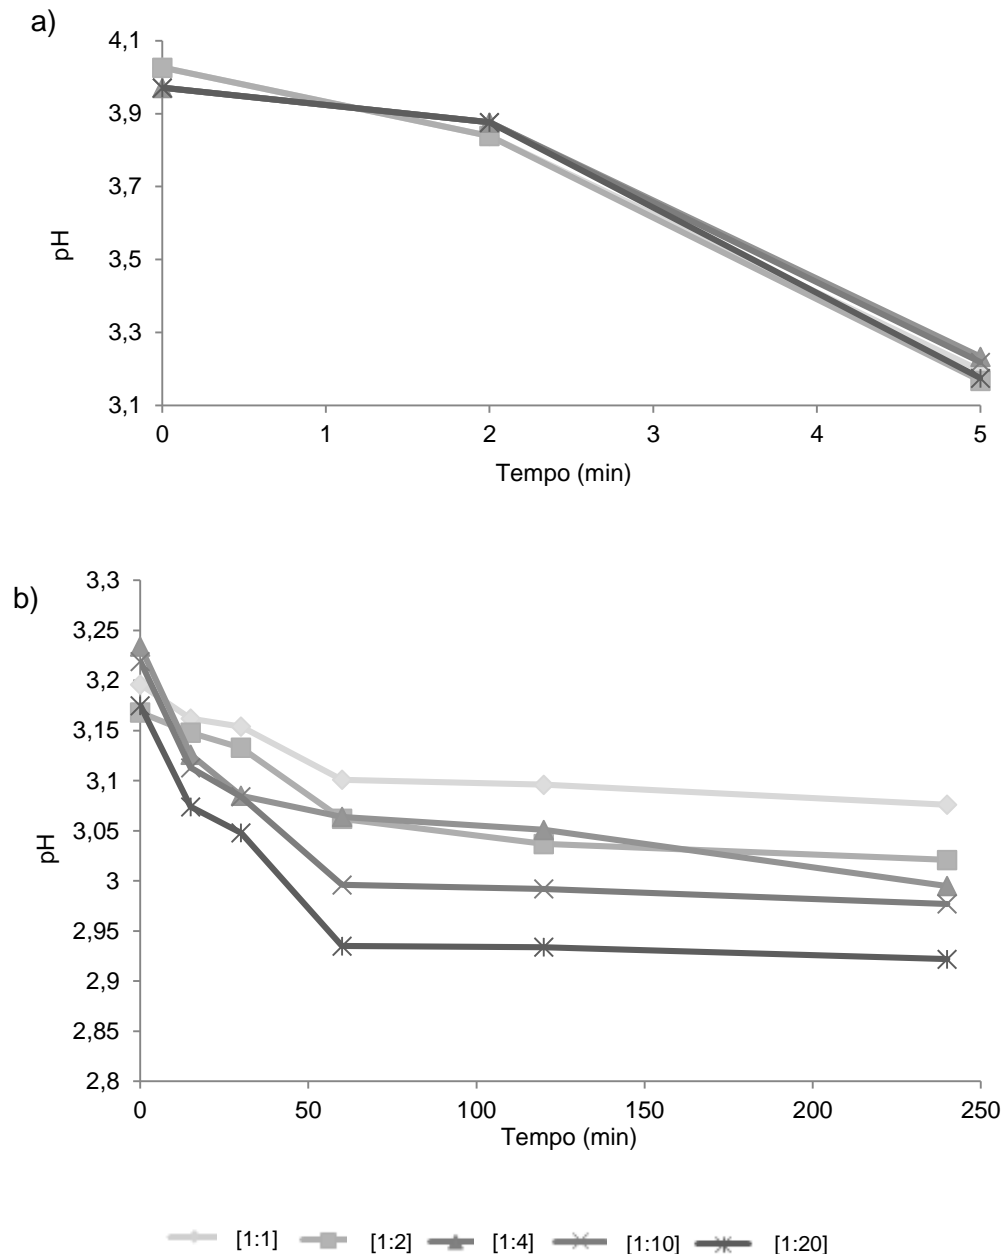 a)
4,1
3,9
3,7
3,5
3,3
3,1
pH
0 1 2 3 4 5
Tempo (min)
b)
3,3
3,25
3,2
3,15
3,1
3,05
3
2,95
2,9
2,85
2,8
pH
0 50 100 150 200 250
Tempo (min)
[1:1] [1:2] [1:4] [1:10] [1:20]